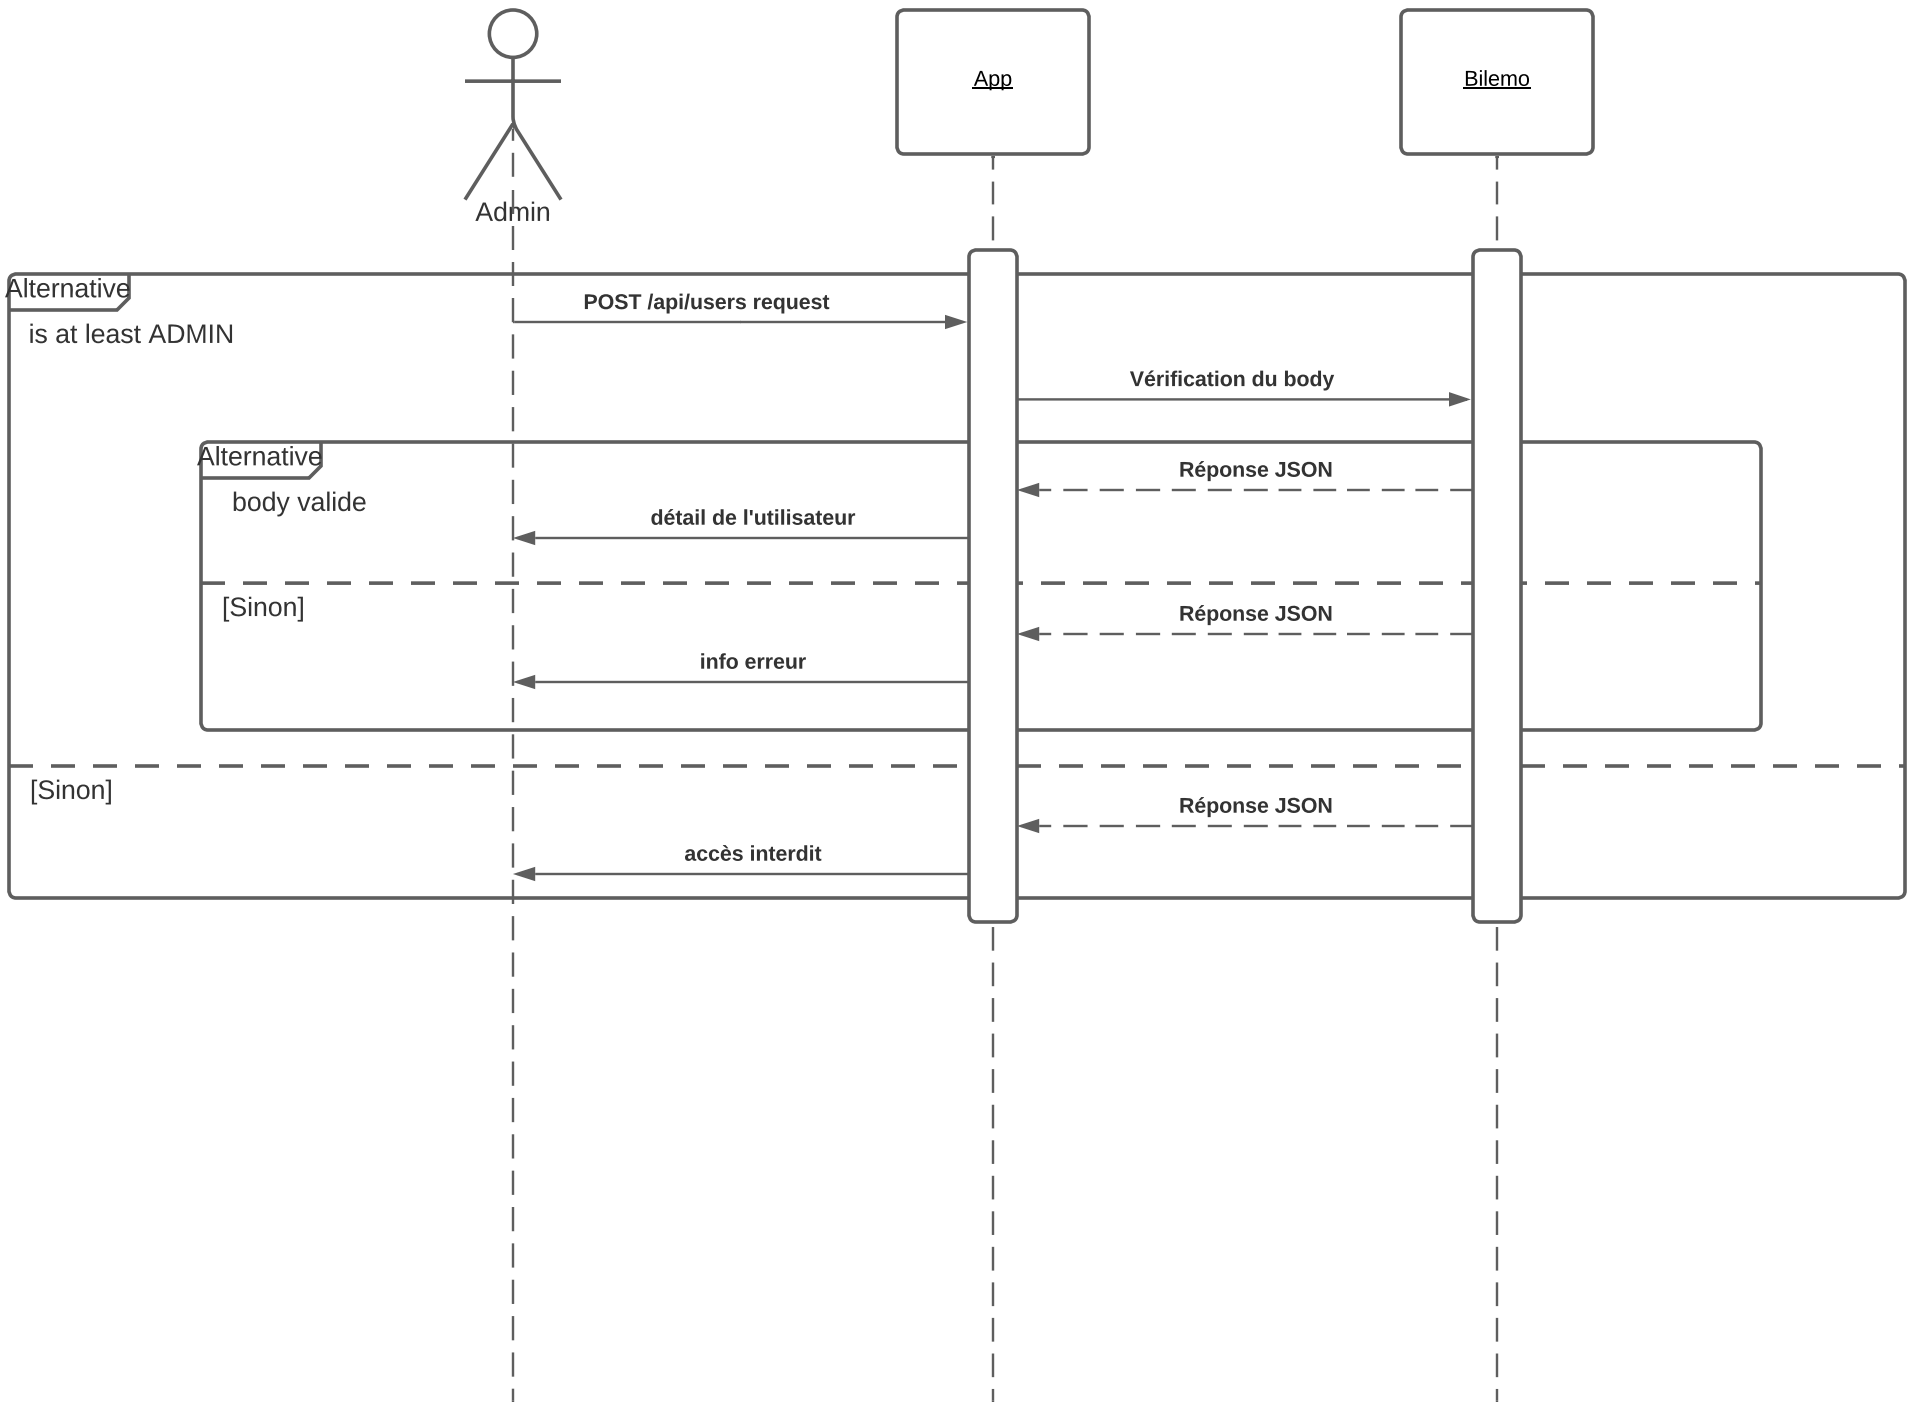 Admin
App
Bilemo
Alternative
is at least ADMIN
POST /api/users request
Vérification du body
Alternative
body valide
Réponse JSON
détail de l'utilisateur
[Sinon]
Réponse JSON
info erreur
[Sinon]
Réponse JSON
accès interdit